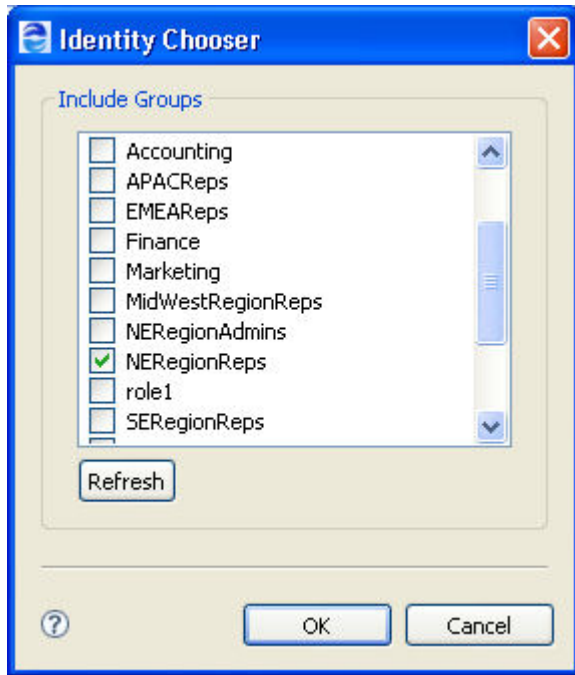 Identity Chooser
Include Groups
Accounting
APACReps
EMEAReps
Finance
Marketing
MidWestRegionReps
NERegionAdmins
NERegionReps
role1
SERegionReps
Refresh
?
OK
Cancel